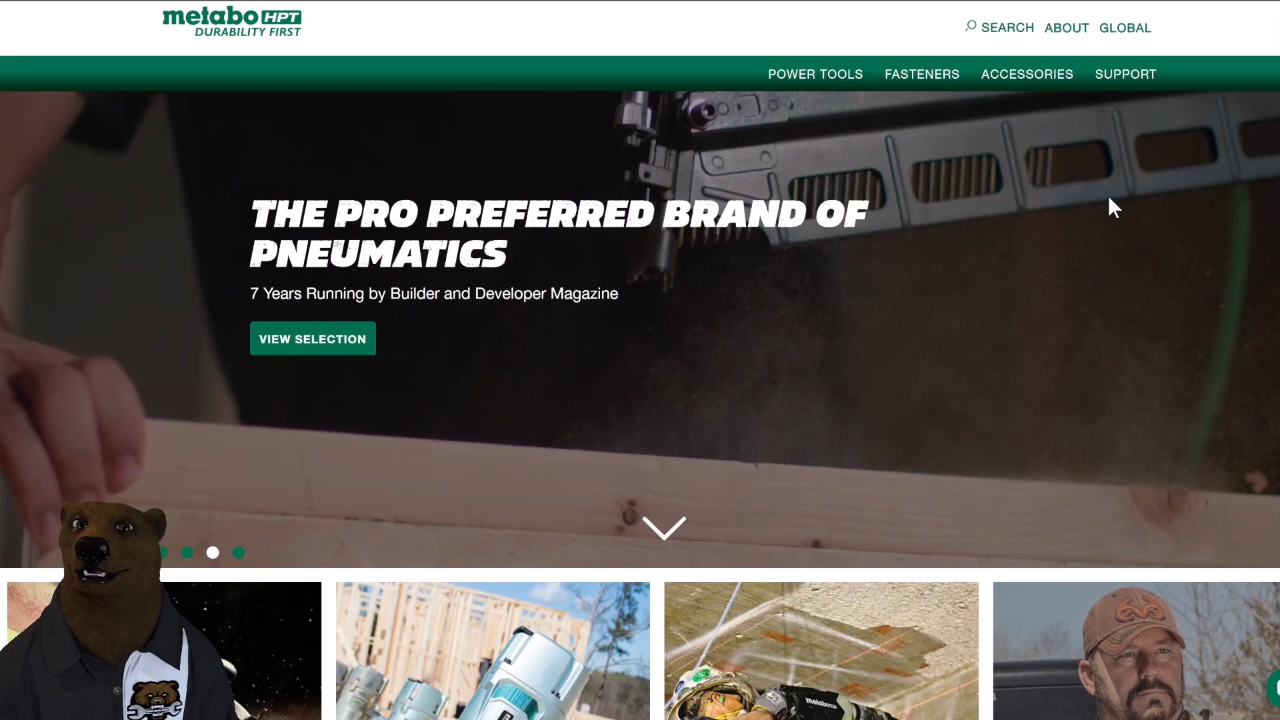 metabo HPT
DURABILITY FIRST
SEARCH ABOUT GLOBAL
POWER TOOLS FASTENERS ACCESSORIES SUPPORT
THE PRO PREFERRED BRAND OF
PNEUMATICS
7 Years Running by Builder and Developer Magazine
VIEW SELECTION
metabo